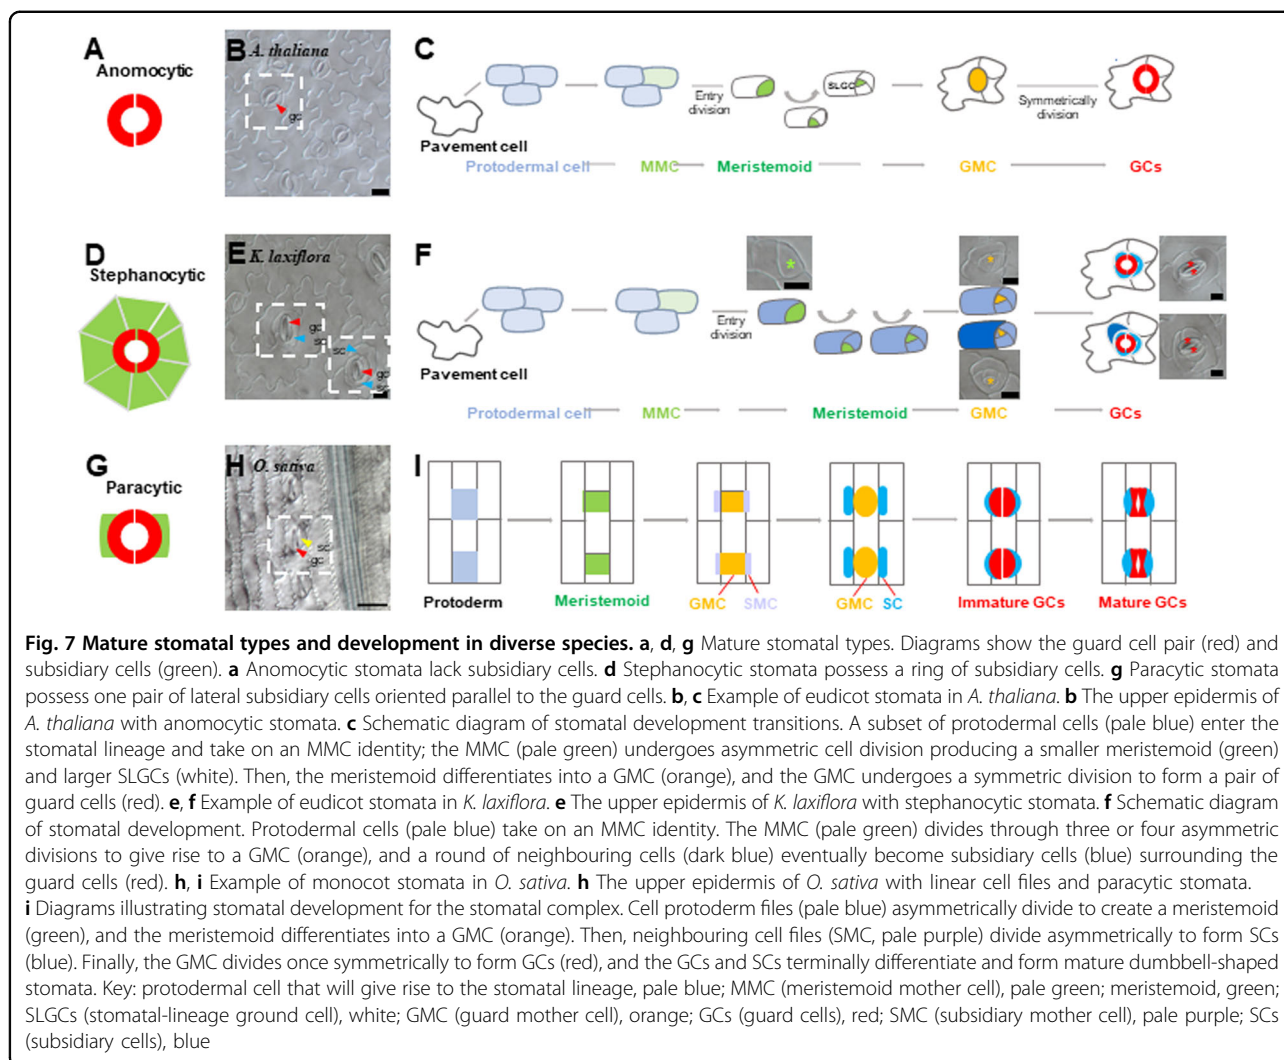 A
Anomocytic
B A. thaliana
gc
C
SLGC
Entry
division
Symmetrically
division
Pavement cell
Protodermal cell
MMC
Meristemoid
GMC
GCs
D
Stephanocytic
E K. laxiflora
gc
sc
sc
gc
F
Entry
division
Pavement cell
Protodermal cell
MMC
Meristemoid
GMC
GCs
G
Paracytic
H O. sativa
sc
gc
I
Protoderm
Meristemoid
GMC SMC
GMC SC
Immature GCs
Mature GCs
Fig. 7 Mature stomatal types and development in diverse species. a, d, g Mature stomatal types. Diagrams show the guard cell pair (red) and
subsidiary cells (green). a Anomocytic stomata lack subsidiary cells. d Stephanocytic stomata possess a ring of subsidiary cells. g Paracytic stomata
possess one pair of lateral subsidiary cells oriented parallel to the guard cells. b, c Example of eudicot stomata in A. thaliana. b The upper epidermis of
A. thaliana with anomocytic stomata. c Schematic diagram of stomatal development transitions. A subset of protodermal cells (pale blue) enter the
stomatal lineage and take on an MMC identity; the MMC (pale green) undergoes asymmetric cell division producing a smaller meristemoid (green)
and larger SLGCs (white). Then, the meristemoid differentiates into a GMC (orange), and the GMC undergoes a symmetric division to form a pair of
guard cells (red). e, f Example of eudicot stomata in K. laxiflora. e The upper epidermis of K. laxiflora with stephanocytic stomata. f Schematic diagram
of stomatal development. Protodermal cells (pale blue) take on an MMC identity. The MMC (pale green) divides through three or four asymmetric
divisions to give rise to a GMC (orange), and a round of neighbouring cells (dark blue) eventually become subsidiary cells (blue) surrounding the
guard cells (red). h, i Example of monocot stomata in O. sativa. h The upper epidermis of O. sativa with linear cell files and paracytic stomata.
i Diagrams illustrating stomatal development for the stomatal complex. Cell protoderm files (pale blue) asymmetrically divide to create a meristemoid
(green), and the meristemoid differentiates into a GMC (orange). Then, neighbouring cell files (SMC, pale purple) divide asymmetrically to form SCs
(blue). Finally, the GMC divides once symmetrically to form GCs (red), and the GCs and SCs terminally differentiate and form mature dumbbell-shaped
stomata. Key: protodermal cell that will give rise to the stomatal lineage, pale blue; MMC (meristemoid mother cell), pale green; meristemoid, green;
SLGCs (stomatal-lineage ground cell), white; GMC (guard mother cell), orange; GCs (guard cells), red; SMC (subsidiary mother cell), pale purple; SCs
(subsidiary cells), blue